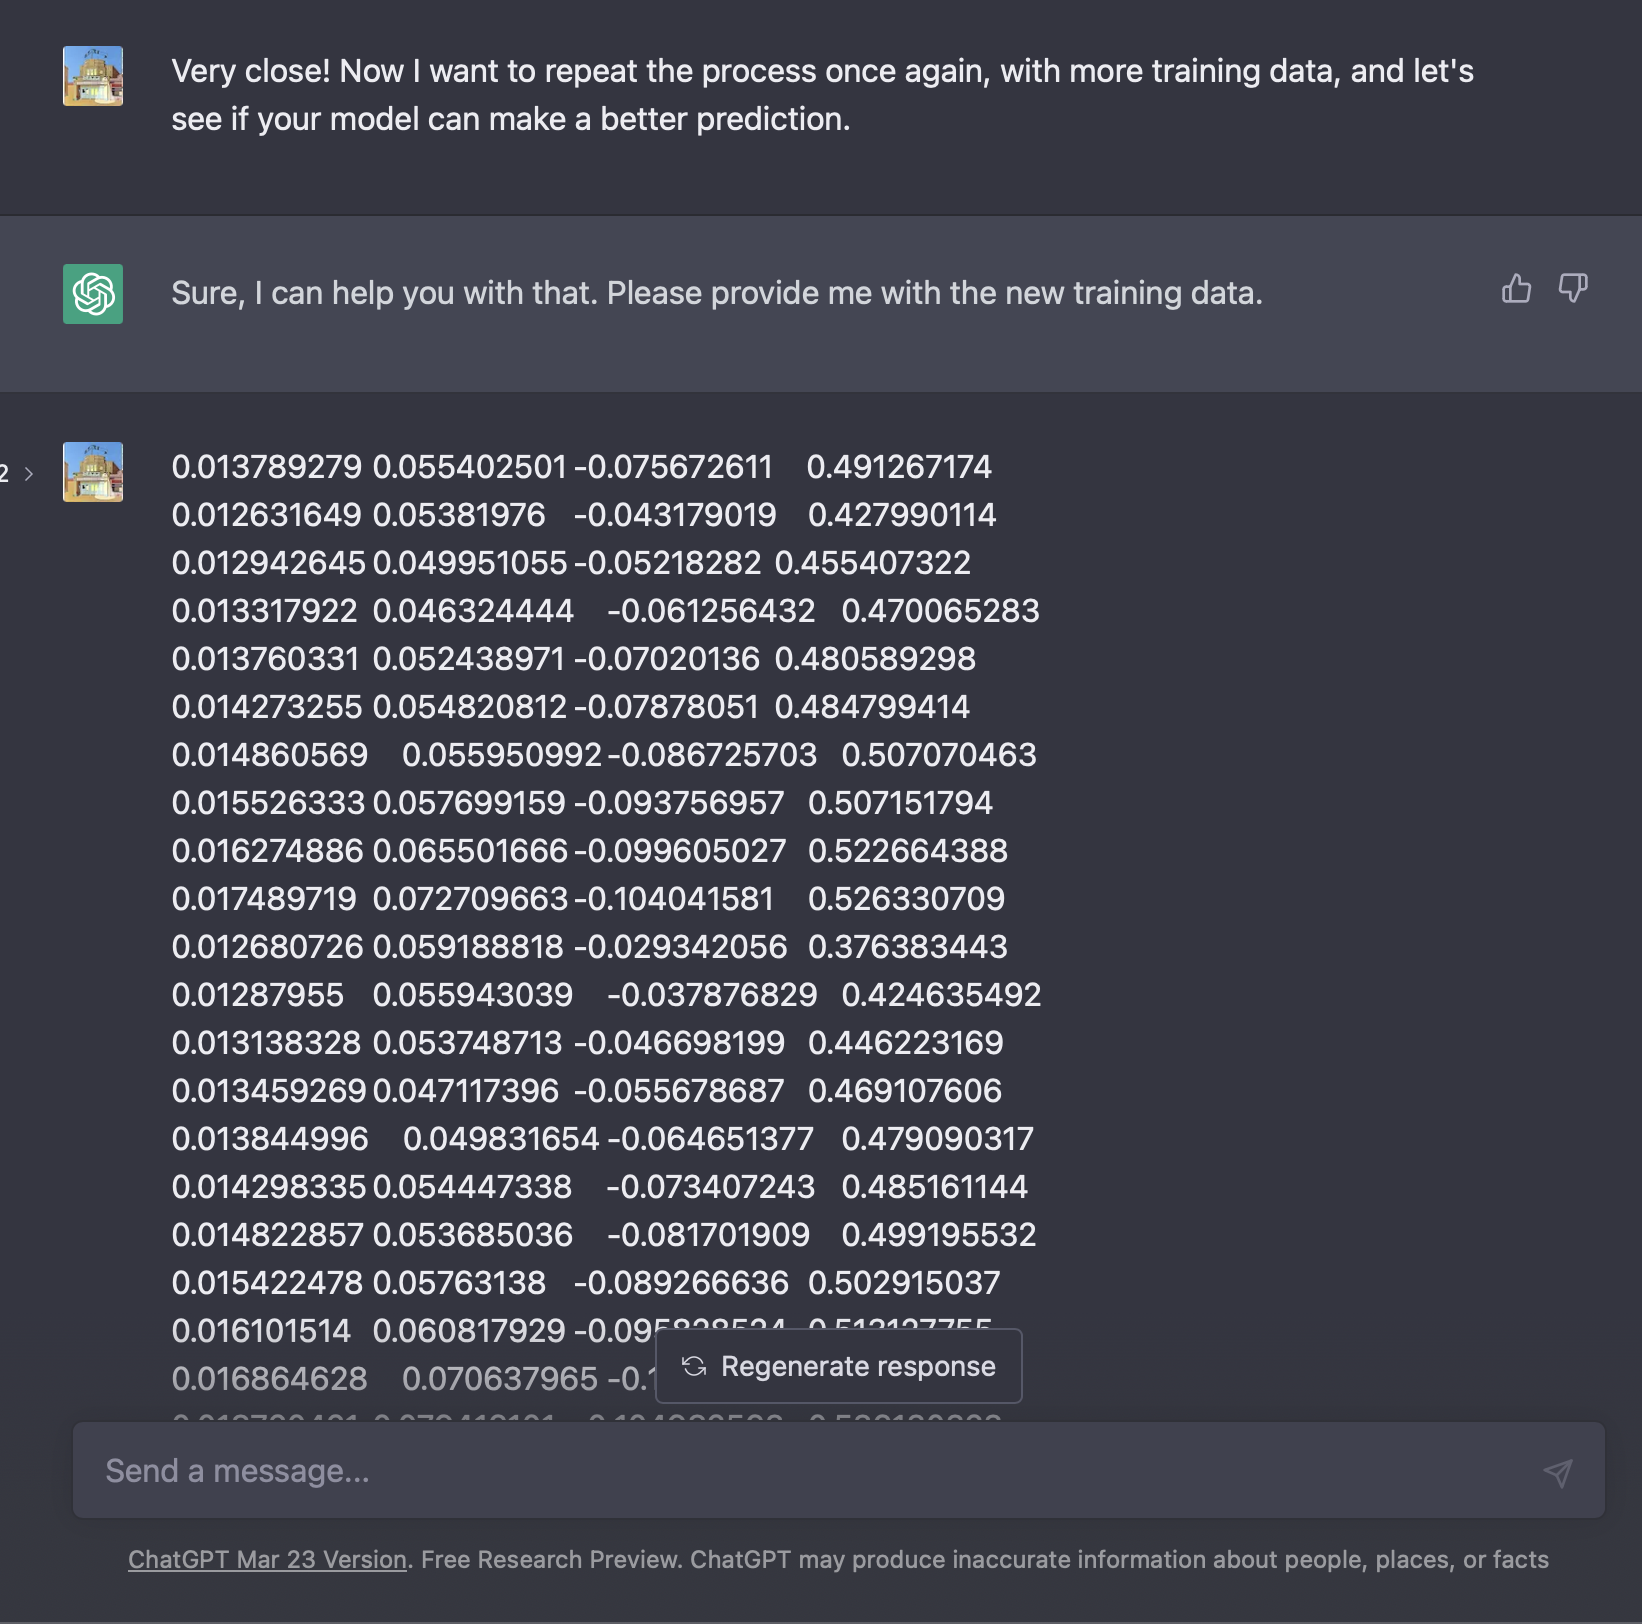 Very close! Now I want to repeat the process once again, with more training data, and let's
see if your model can make a better prediction.
Sure, I can help you with that. Please provide me with the new training data.
2 >
0.013789279 0.055402501 -0.075672611 0.491267174
0.012631649 0.05381976 -0.043179019 0.427990114
0.012942645 0.049951055 -0.05218282 0.455407322
0.013317922 0.046324444 -0.061256432 0.470065283
0.013760331 0.052438971 -0.07020136 0.480589298
0.014273255 0.054820812 -0.07878051 0.484799414
0.014860569 0.055950992 -0.086725703 0.507070463
0.015526333 0.057699159 -0.093756957 0.507151794
0.016274886 0.065501666 -0.099605027 0.522664388
0.017489719 0.072709663 -0.104041581 0.526330709
0.012680726 0.059188818 -0.029342056 0.376383443
0.01287955 0.055943039 -0.037876829 0.424635492
0.013138328 0.053748713 -0.046698199 0.446223169
0.013459269 0.047117396 -0.055678687 0.469107606
0.013844996 0.049831654 -0.064651377 0.479090317
0.014298335 0.054447338 -0.073407243 0.485161144
0.014822857 0.053685036 -0.081701909 0.499195532
0.015422478 0.05763138 -0.089266636 0.502915037
0.016101514 0.060817929
0.016864628 0.070637965
Regenerate response
Send a message...
ChatGPT Mar 23 Version. Free Research Preview. ChatGPT may produce inaccurate information about people, places, or facts